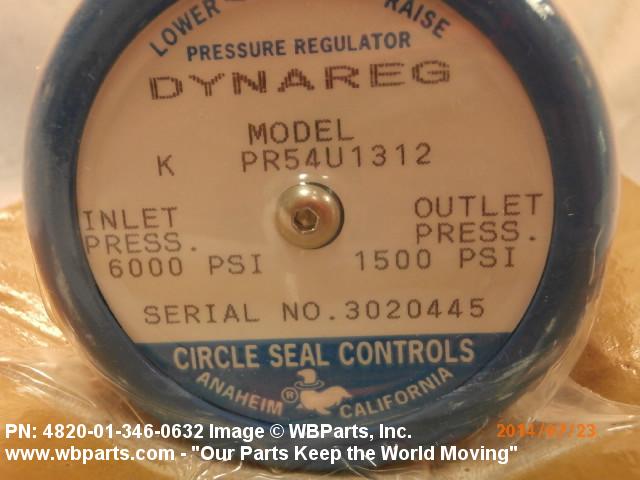 LOWER RAISE
PRESSURE REGULATOR
DYNAREG
MODEL
K PR54U1312
INLET
PRESS.
6000 PSI
OUTLET
PRESS.
1500 PSI
SERIAL NO.3020445
CIRCLE SEAL CONTROLS
ANAHEIM ® CALIFORNIA
PN: 4820-01-346-0632 Image © WBParts, Inc.
2014/07/23
www.wbparts.com - "Our Parts Keep the World Moving"